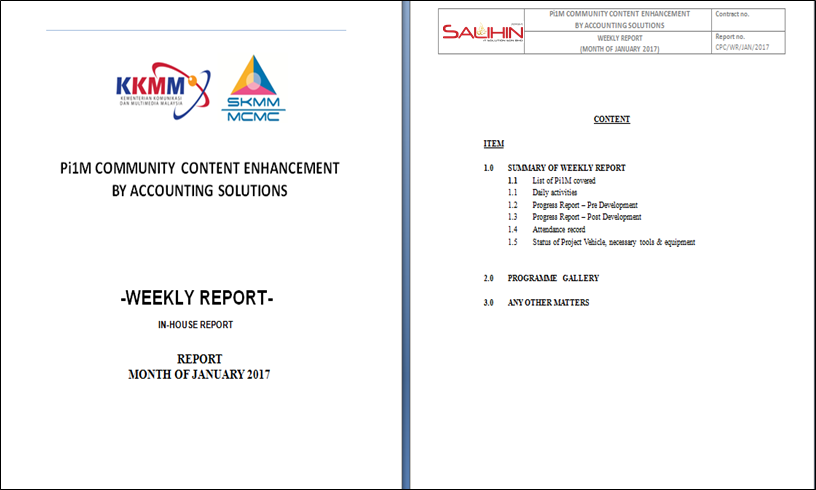 KKMM
KEMENTERIAN KOMUNIKASI
DAN MULTIMEDIA MALAYSIA
SKMM
MCMC
Pi1M COMMUNITY CONTENT ENHANCEMENT
BY ACCOUNTING SOLUTIONS
-WEEKLY REPORT-
IN-HOUSE REPORT
REPORT
MONTH OF JANUARY 2017
SALIHIN
Pi1M COMMUNITY CONTENT ENHANCEMENT
BY ACCOUNTING SOLUTIONS
WEEKLY REPORT
(MONTH OF JANUARY 2017)
Contract no.
Report no.
CPC/WR/JAN/2017
CONTENT
ITEM
1.0 SUMMARY OF WEEKLY REPORT
1.1 List of Pi1M covered
1.1 Daily activities
1.2 Progress Report – Pre Development
1.3 Progress Report – Post Development
1.4 Attendance record
1.5 Status of Project Vehicle, necessary tools & equipment
2.0 PROGRAMME GALLERY
3.0 ANY OTHER MATTERS